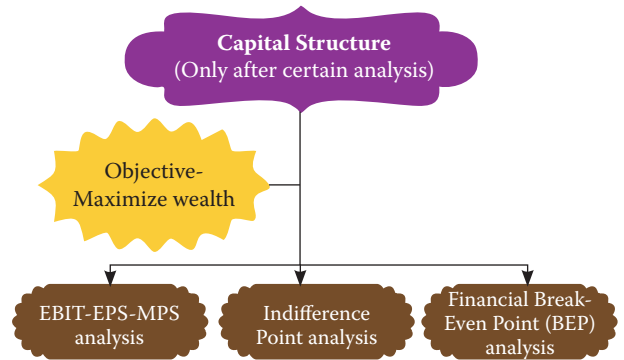 Capital Structure
(Only after certain analysis)
Objective-
Maximize wealth
EBIT-EPS-MPS
analysis
Indifference
Point analysis
Financial Break-
Even Point (BEP)
analysis